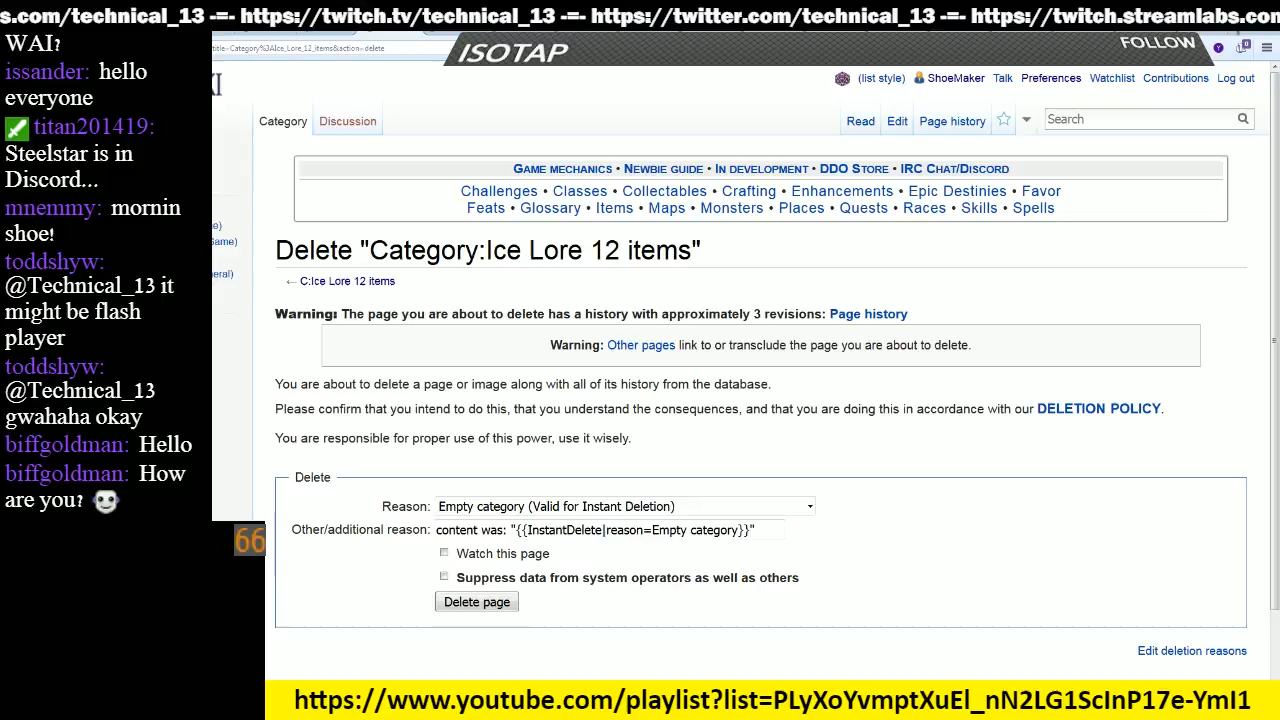 s.com/technical_13 -=- https://twitch.tv/technical_13 -=- https://twitter.com/technical_13 -=- https://twitch.streamlabs.com
WAI?
issander: hello
everyone
titan201419:
Steelstar is in
Discord...
mnemmy: mornin
shoe!
toddshyw:
@Technical_13 it
might be flash
player
toddshyw:
@Technical_13
gwahaha okay
biffgoldman: Hello
biffgoldman: How
are you?
66
title=Category%3AIce_Lore_12_items&action=delete
ISOTAP
FOLLOW
(list style) ShoeMaker Talk Preferences Watchlist Contributions Log out
Category Discussion Read Edit Page history Search
GAME MECHANICS • NEWBIE GUIDE • IN DEVELOPMENT • DDO STORE • IRC CHAT/DISCORD
Challenges • Classes • Collectables • Crafting • Enhancements • Epic Destinies • Favor
Feats • Glossary • Items • Maps • Monsters • Places • Quests • Races • Skills • Spells
Delete "Category:Ice Lore 12 items"
← C:Ice Lore 12 items
Warning: The page you are about to delete has a history with approximately 3 revisions: Page history
Warning: Other pages link to or transclude the page you are about to delete.
You are about to delete a page or image along with all of its history from the database.
Please confirm that you intend to do this, that you understand the consequences, and that you are doing this in accordance with our DELETION POLICY.
You are responsible for proper use of this power, use it wisely.
Delete
Reason: Empty category (Valid for Instant Deletion)
Other/additional reason: content was: "{{InstantDelete|reason=Empty category}}"
Watch this page
Suppress data from system operators as well as others
Delete page
Edit deletion reasons
https://www.youtube.com/playlist?list=PLyXoYvmptXuEl_nN2LG1ScInP17e-YmI1